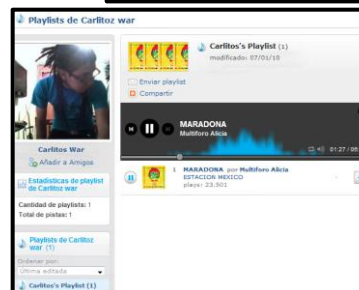 Playlists de Carlitoz war
Carlitos's Playlist (1)
modificado: 07/01/10
Enviar playlist
Compartir
MARADONA
Multiforo Alicia
01:27 / 05
Carlitos War
Añadir a Amigos
Estadísticas de playlist
de Carlitoz war
Cantidad de playlists: 1
Total de pistas: 1
1 MARADONA por Multiforo Alicia
ESTACION MEXICO
plays: 23.501
Playlists de Carlitoz
war (1)
Ordenar por:
Última editada
Carlitos's Playlist (1)